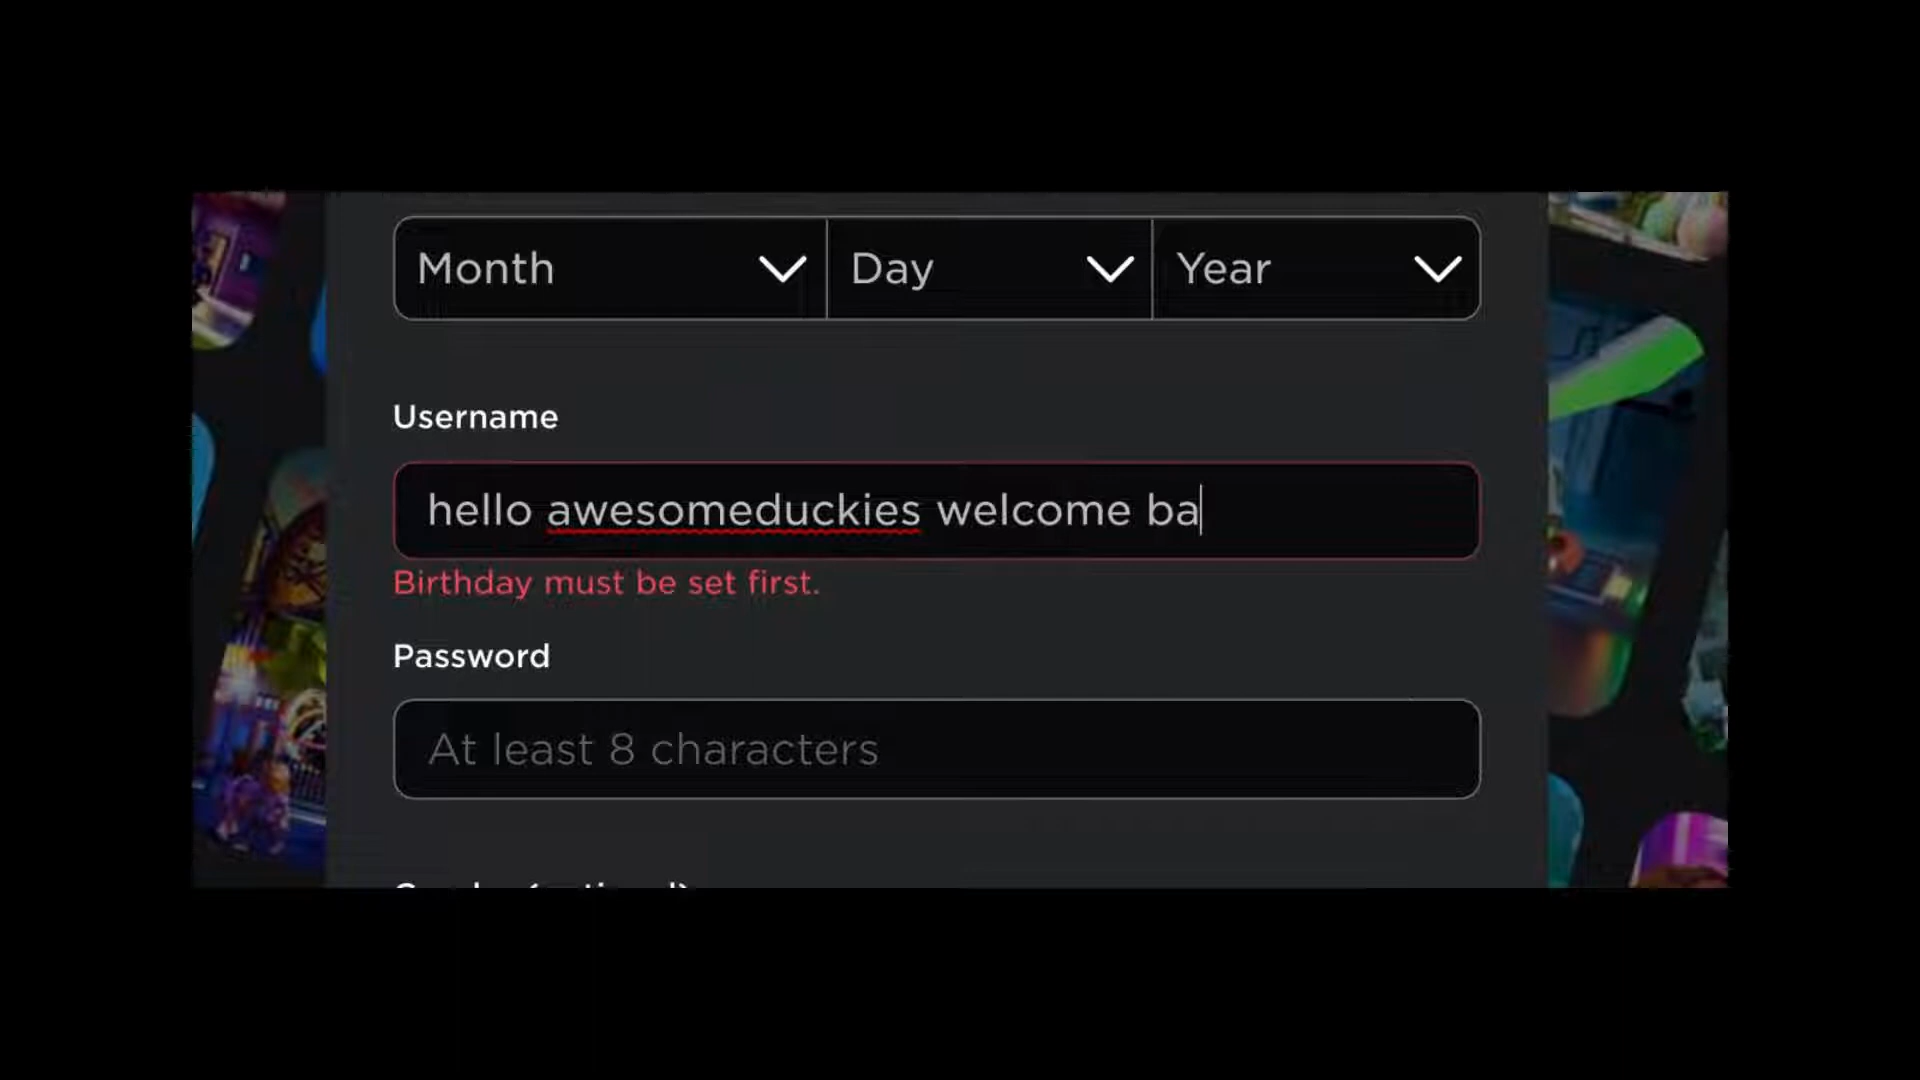 Month Day Year
Username
hello awesomeduckies welcome ba
Birthday must be set first.
Password
At least 8 characters